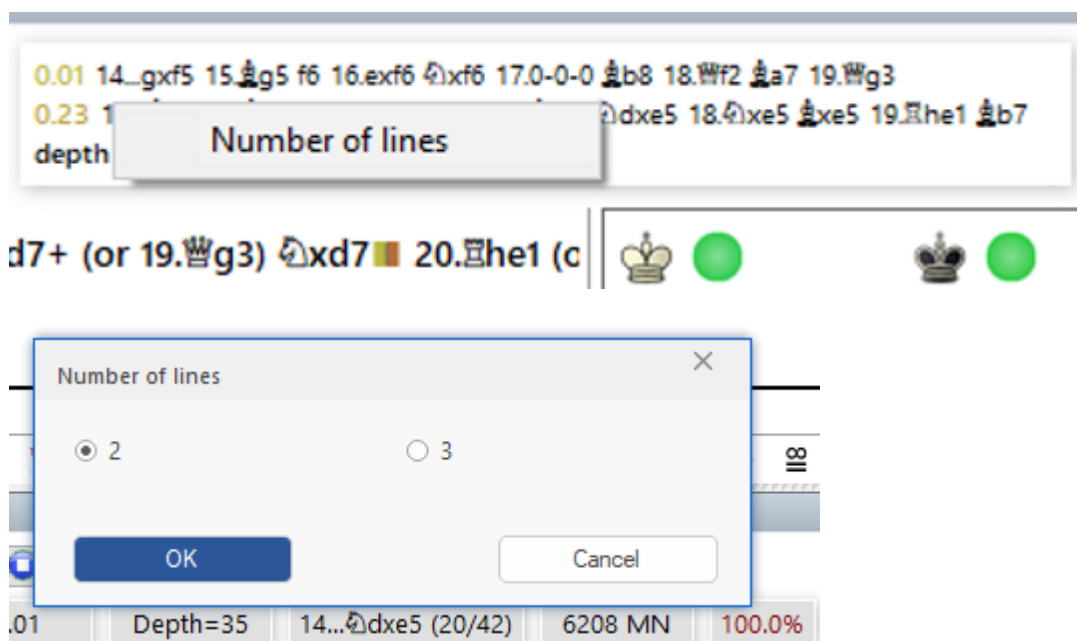 0.01 14...gxf5 15.♗g5 f6 16.exf6 ♘xf6 17.0-0-0 ♗b8 18.♕f2 ♗a7 19.♕g3
0.23 1 ♘dxe5 18.♘xe5 ♗xe5 19.♖he1 ♗b7
depth
Number of lines
d7+ (or 19.♕g3) ♘xd7 20.♖he1 (o
Number of lines
2
3
OK
Cancel
.01 Depth=35 14...♘dxe5 (20/42) 6208 MN 100.0%